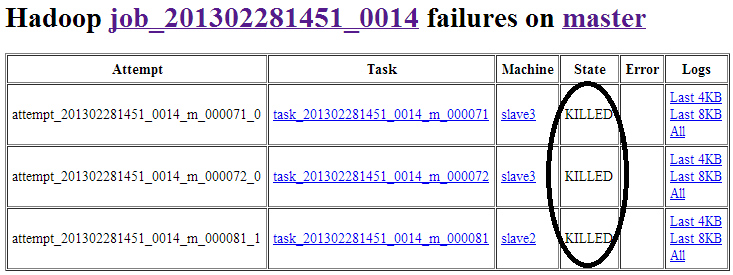 Hadoop job_201302281451_0014 failures on master
Attempt Task Machine State Error Logs
attempt_201302281451_0014_m_000071_0 task_201302281451_0014_m_000071 slave3 KILLED Last 4KB
Last 8KB
All
attempt_201302281451_0014_m_000072_0 task_201302281451_0014_m_000072 slave3 KILLED Last 4KB
Last 8KB
All
attempt_201302281451_0014_m_000081_1 task_201302281451_0014_m_000081 slave2 KILLED Last 4KB
Last 8KB
All